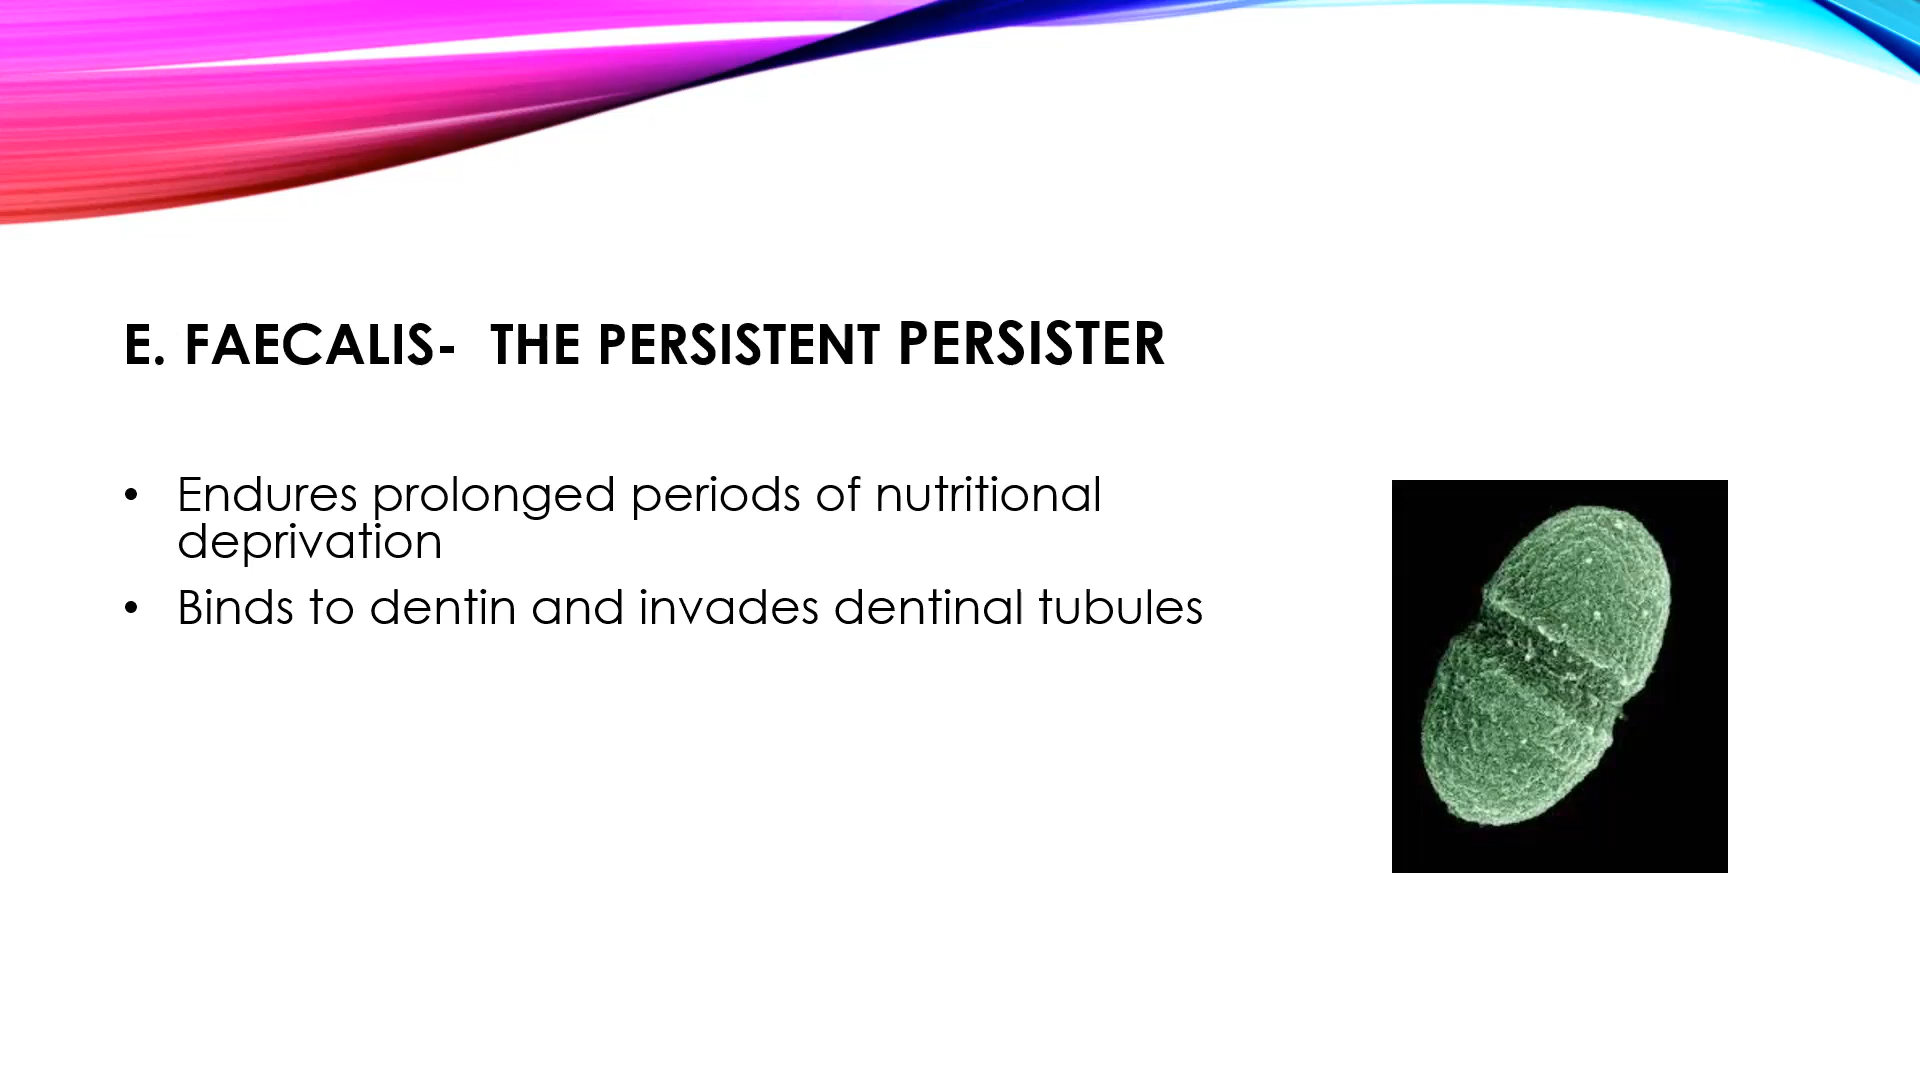 E. FAECALIS-  THE PERSISTENT PERSISTER
• Endures prolonged periods of nutritional
deprivation
• Binds to dentin and invades dentinal tubules